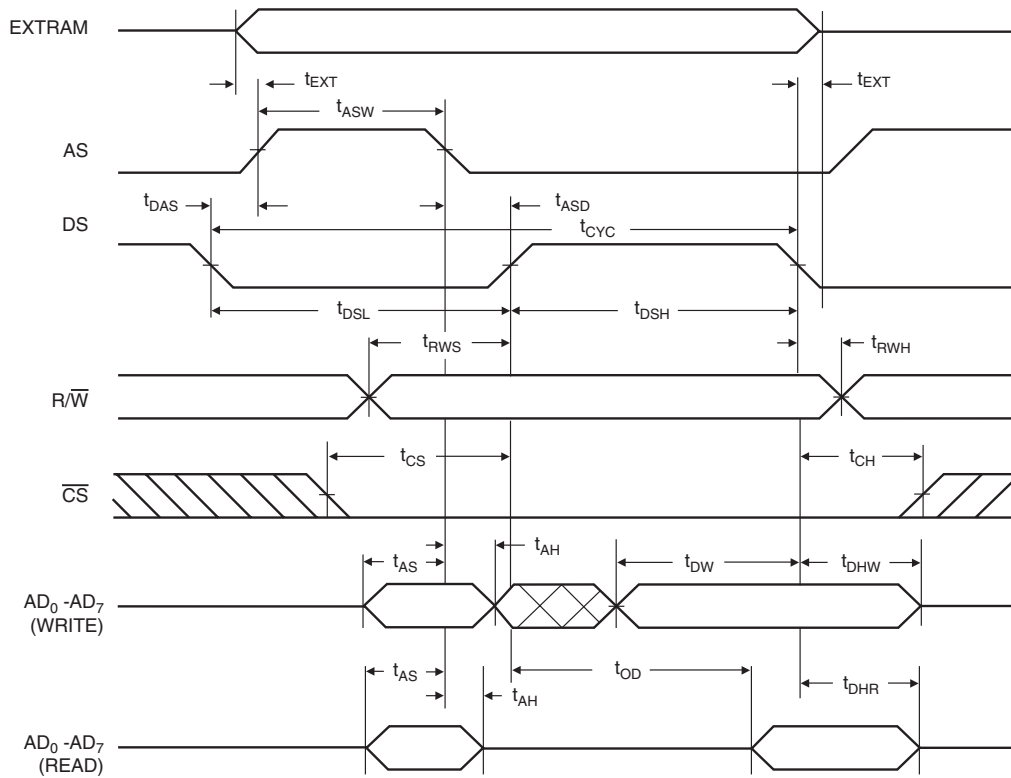 EXTRAM
tEXT
tEXT
tASW
AS
tDAS
tASD
DS
tCYC
tDSL
tDSH
tRWS
tRWH
R/W̅
tCS
tCH
C̅S̅
tAS
tAH
tDW
tDHW
AD0 -AD7
(WRITE)
tAS
tAH
tOD
tDHR
AD0 -AD7
(READ)